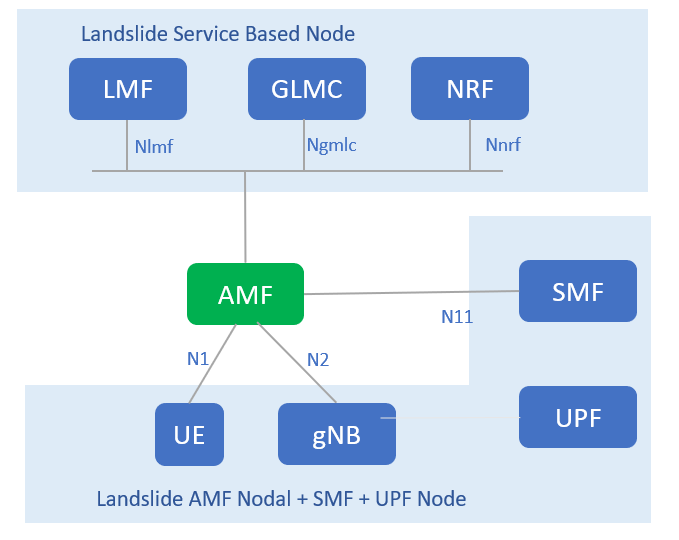 Landslide Service Based Node
LMF
GLMC
NRF
Nlmf
Ngmlc
Nnrf
AMF
SMF
N11
N1
N2
UE
gNB
UPF
Landslide AMF Nodal + SMF + UPF Node